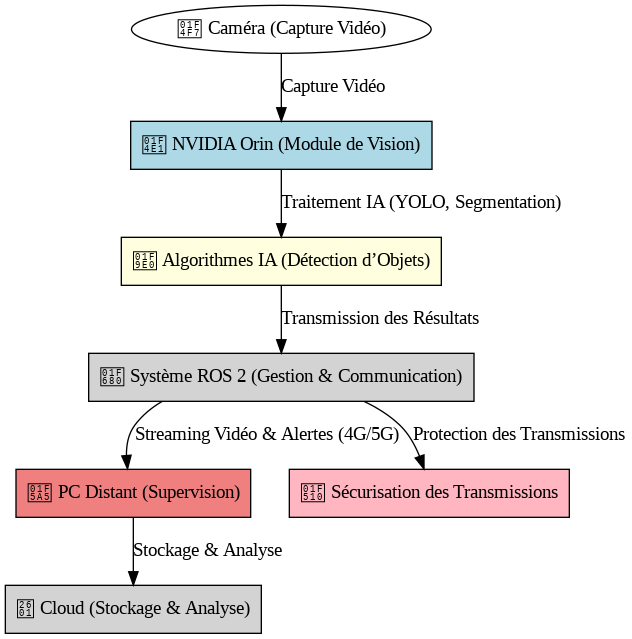 Caméra (Capture Vidéo)
Capture Vidéo
NVIDIA Orin (Module de Vision)
Traitement IA (YOLO, Segmentation)
Algorithmes IA (Détection d’Objets)
Transmission des Résultats
Système ROS 2 (Gestion & Communication)
Streaming Vidéo & Alertes (4G/5G)
Protection des Transmissions
PC Distant (Supervision)
Sécurisation des Transmissions
Stockage & Analyse
Cloud (Stockage & Analyse)